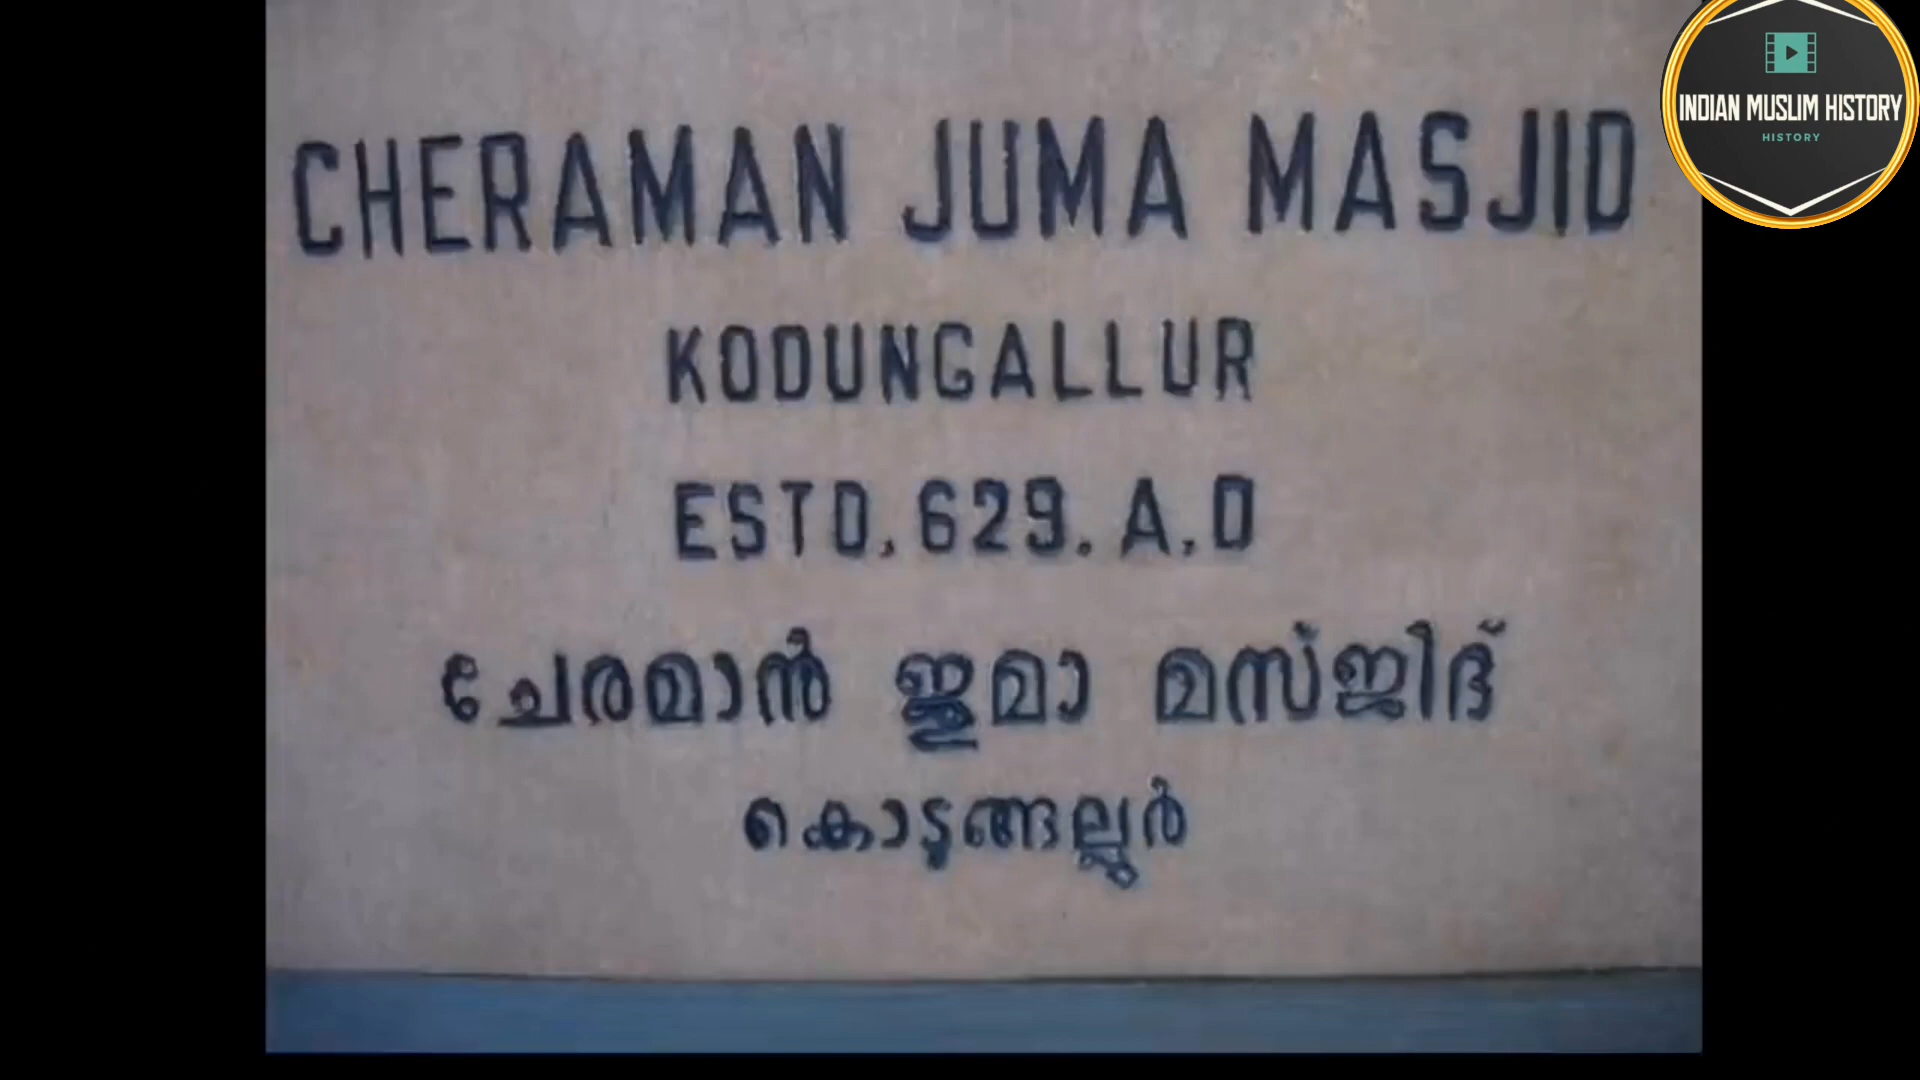 CHERAMAN JUMA MASJID
KODUNGALLUR
ESTD.629.A.D
ചേരമാൻ ജുമാ മസ്ജിദ്
കൊടുങ്ങല്ലൂർ
INDIAN MUSLIM HISTORY
HISTORY